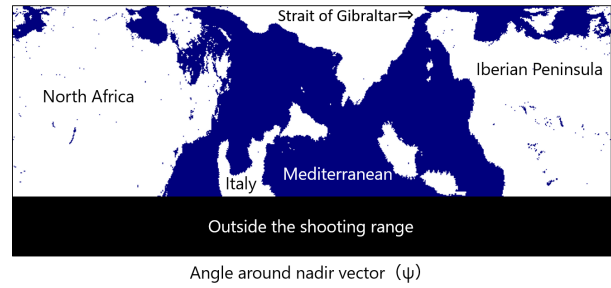 Strait of Gibraltar⇒
Iberian Peninsula
North Africa
Mediterranean
Italy
Outside the shooting range
Angle around nadir vector（ψ）